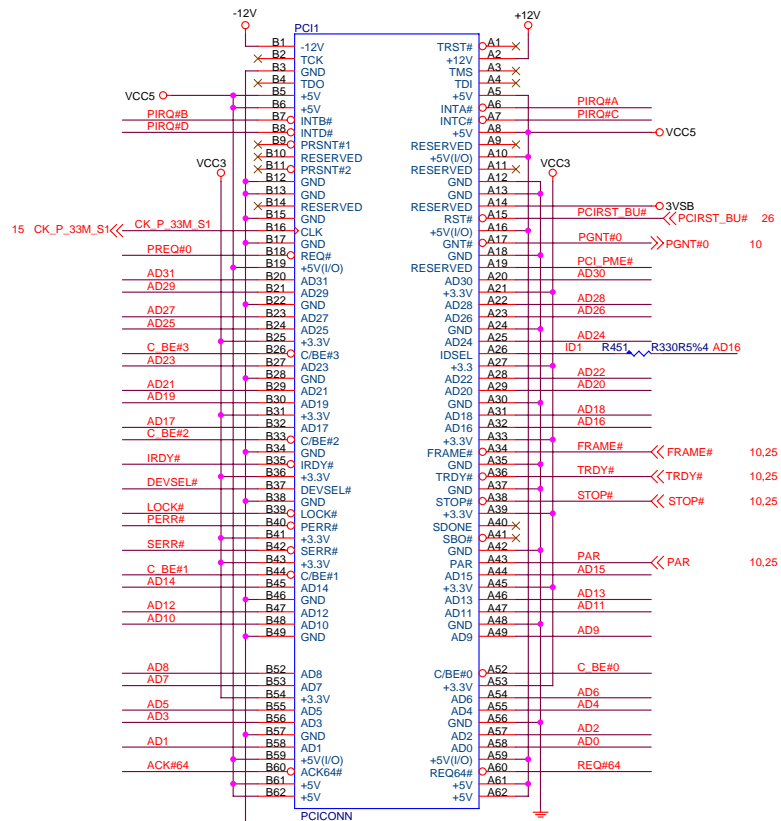 -12V +12V
PCI1
B1 -12V TRST# A1
B2 TCK +12V A2
B3 GND TMS A3
B4 TDO TDI A4
VCC5 B5 +5V +5V A5
B6 +5V INTA# A6 PIRQ#A
PIRQ#B B7 INTB# INTC# A7 PIRQ#C
PIRQ#D B8 INTD# +5V A8 VCC5
B9 PRSNT#1 RESERVED A9
B10 RESERVED +5V(I/O) A10
VCC3 B11 PRSNT#2 RESERVED A11 VCC3
B12 GND GND A12
B13 GND GND A13
B14 RESERVED RESERVED A14 3VSB
B15 GND RST# A15 PCIRST_BU# PCIRST_BU# 26
15 CK_P_33M_S1 CK_P_33M_S1 B16 CLK +5V(I/O) A16
B17 GND GNT# A17 PGNT#0 PGNT#0 10
PREQ#0 B18 REQ# GND A18
B19 +5V(I/O) RESERVED A19 PCI_PME#
AD31 B20 AD31 AD30 A20 AD30
AD29 B21 AD29 +3.3V A21
B22 GND AD28 A22 AD28
AD27 B23 AD27 AD26 A23 AD26
AD25 B24 AD25 GND A24
B25 +3.3V AD24 A25 AD24
C_BE#3 B26 C/BE#3 IDSEL A26 ID1 R451 R330R5%4 AD16
AD23 B27 AD23 +3.3 A27
B28 GND AD22 A28 AD22
AD21 B29 AD21 AD20 A29 AD20
AD19 B30 AD19 GND A30
B31 +3.3V AD18 A31 AD18
AD17 B32 AD17 AD16 A32 AD16
C_BE#2 B33 C/BE#2 +3.3V A33
B34 GND FRAME# A34 FRAME# FRAME# 10,25
IRDY# B35 IRDY# GND A35
B36 +3.3V TRDY# A36 TRDY# TRDY# 10,25
DEVSEL# B37 DEVSEL# GND A37
B38 GND STOP# A38 STOP# STOP# 10,25
LOCK# B39 LOCK# +3.3V A39
PERR# B40 PERR# SDONE A40
B41 +3.3V SBO# A41
SERR# B42 SERR# GND A42
B43 +3.3V PAR A43 PAR PAR 10,25
C_BE#1 B44 C/BE#1 AD15 A44 AD15
AD14 B45 AD14 +3.3V A45
B46 GND AD13 A46 AD13
AD12 B47 AD12 AD11 A47 AD11
AD10 B48 AD10 GND A48
B49 GND AD9 A49 AD9
AD8 B52 AD8 C/BE#0 A52 C_BE#0
AD7 B53 AD7 +3.3V A53
B54 +3.3V AD6 A54 AD6
AD5 B55 AD5 AD4 A55 AD4
AD3 B56 AD3 GND A56
B57 GND AD2 A57 AD2
AD1 B58 AD1 AD0 A58 AD0
B59 +5V(I/O) +5V(I/O) A59
ACK#64 B60 ACK64# REQ64# A60 REQ#64
B61 +5V +5V A61
B62 +5V +5V A62
PCICONN